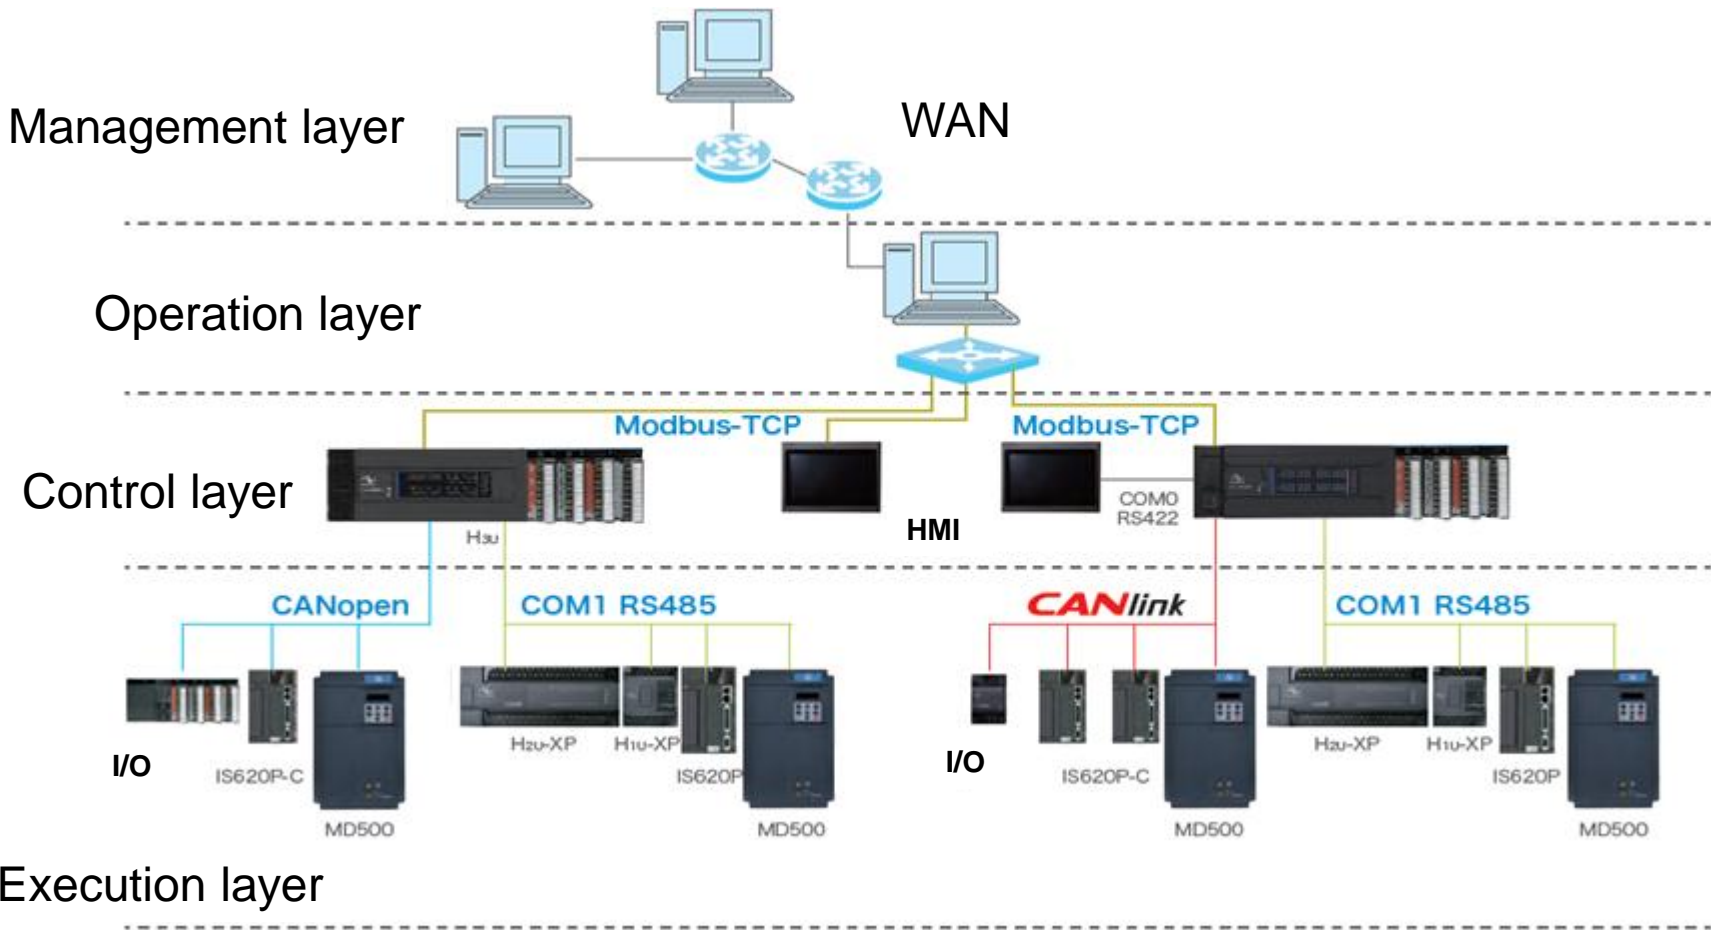 WAN
Management layer
Operation layer
Modbus-TCP
Modbus-TCP
Control layer
COM0
RS422
HMI
H3U
CANopen
COM1 RS485
CANlink
COM1 RS485
H2U-XP
H1U-XP
H2U-XP
H1U-XP
I/O
IS620P-C
IS620P
I/O
IS620P-C
IS620P
MD500
MD500
MD500
MD500
Execution layer